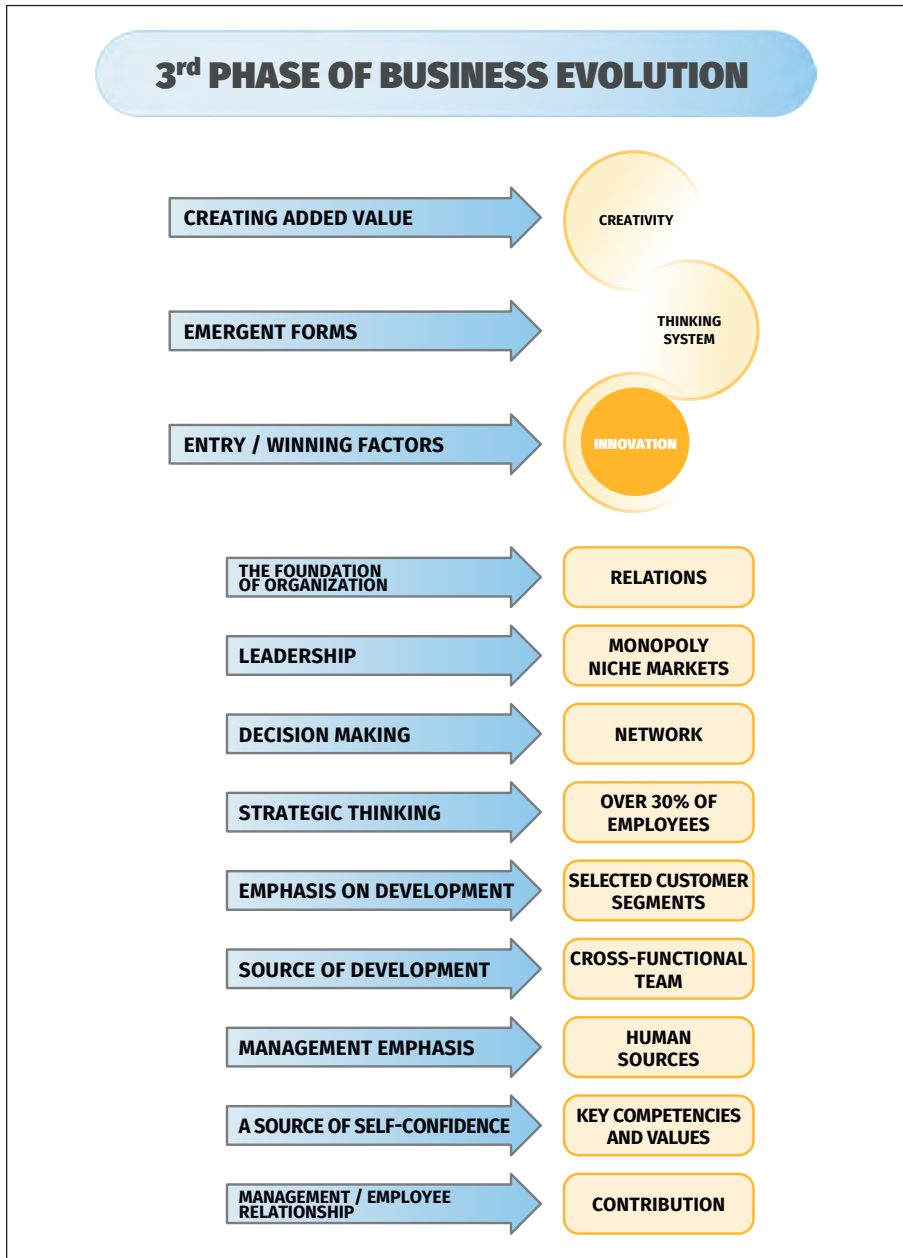 3rd PHASE OF BUSINESS EVOLUTION
CREATING ADDED VALUE
CREATIVITY
EMERGENT FORMS
THINKING
SYSTEM
ENTRY / WINNING FACTORS
INNOVATION
THE FOUNDATION
OF ORGANIZATION
RELATIONS
LEADERSHIP
MONOPOLY
NICHE MARKETS
DECISION MAKING
NETWORK
STRATEGIC THINKING
OVER 30% OF
EMPLOYEES
EMPHASIS ON DEVELOPMENT
SELECTED CUSTOMER
SEGMENTS
SOURCE OF DEVELOPMENT
CROSS-FUNCTIONAL
TEAM
MANAGEMENT EMPHASIS
HUMAN
SOURCES
A SOURCE OF SELF-CONFIDENCE
KEY COMPETENCIES
AND VALUES
MANAGEMENT / EMPLOYEE
RELATIONSHIP
CONTRIBUTION